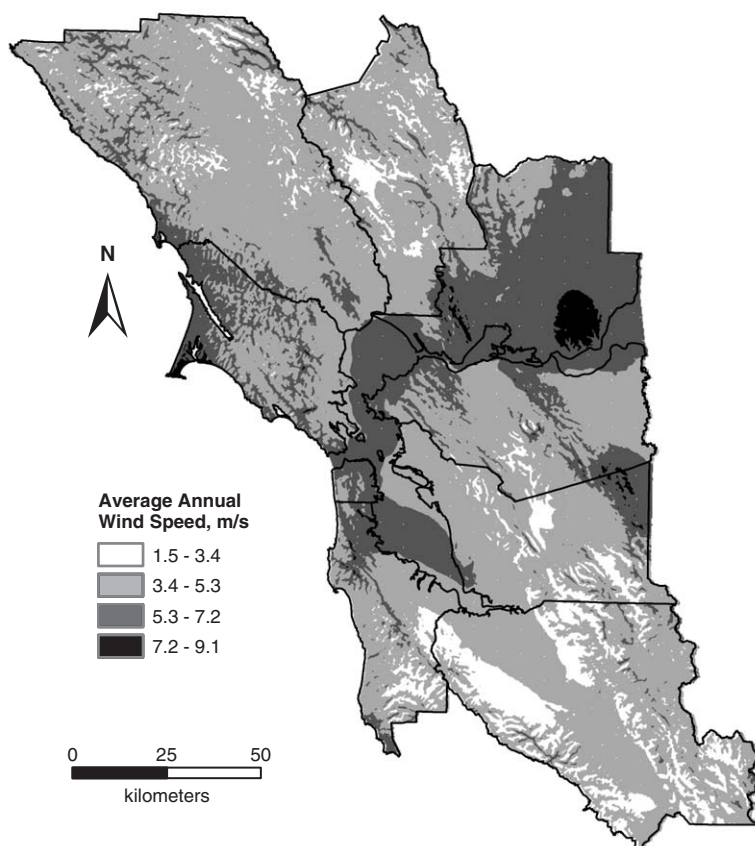 N
Average Annual
Wind Speed, m/s
1.5 - 3.4
3.4 - 5.3
5.3 - 7.2
7.2 - 9.1
0 25 50
kilometers